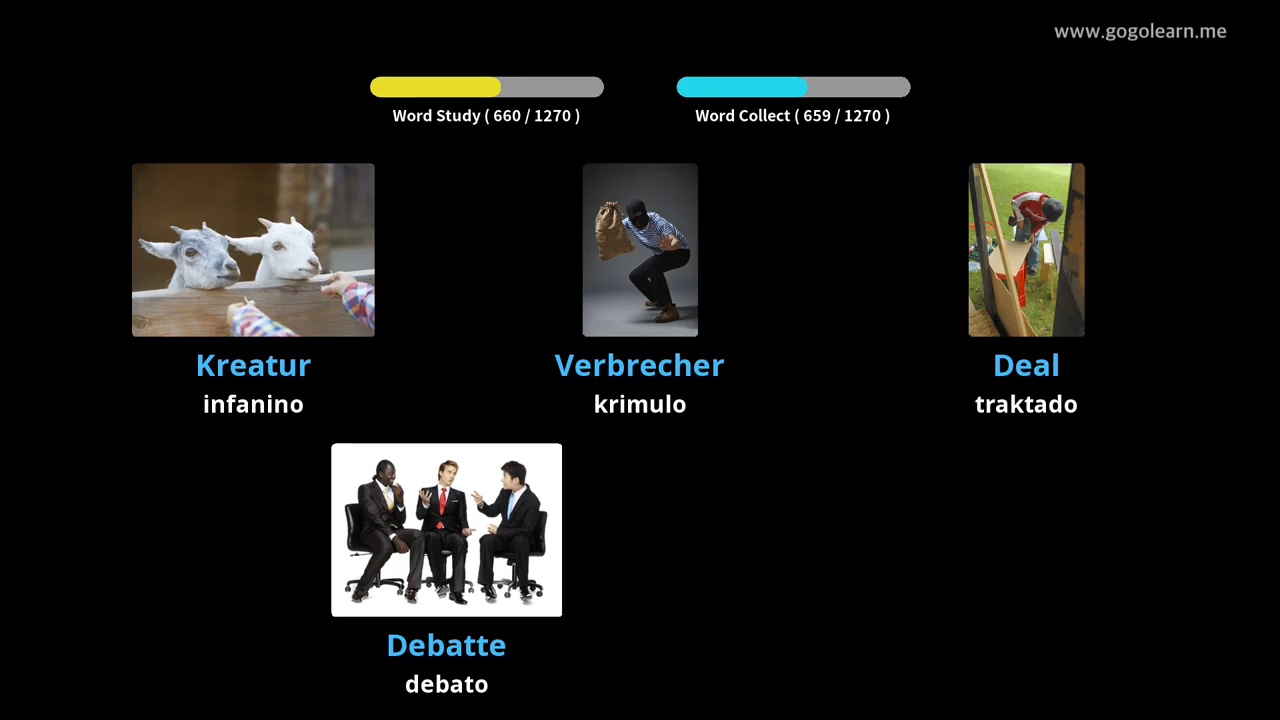 www.gogolearn.me
Word Study ( 660 / 1270 )
Word Collect ( 659 / 1270 )
Kreatur
infanino
Verbrecher
krimulo
Deal
traktado
Debatte
debato